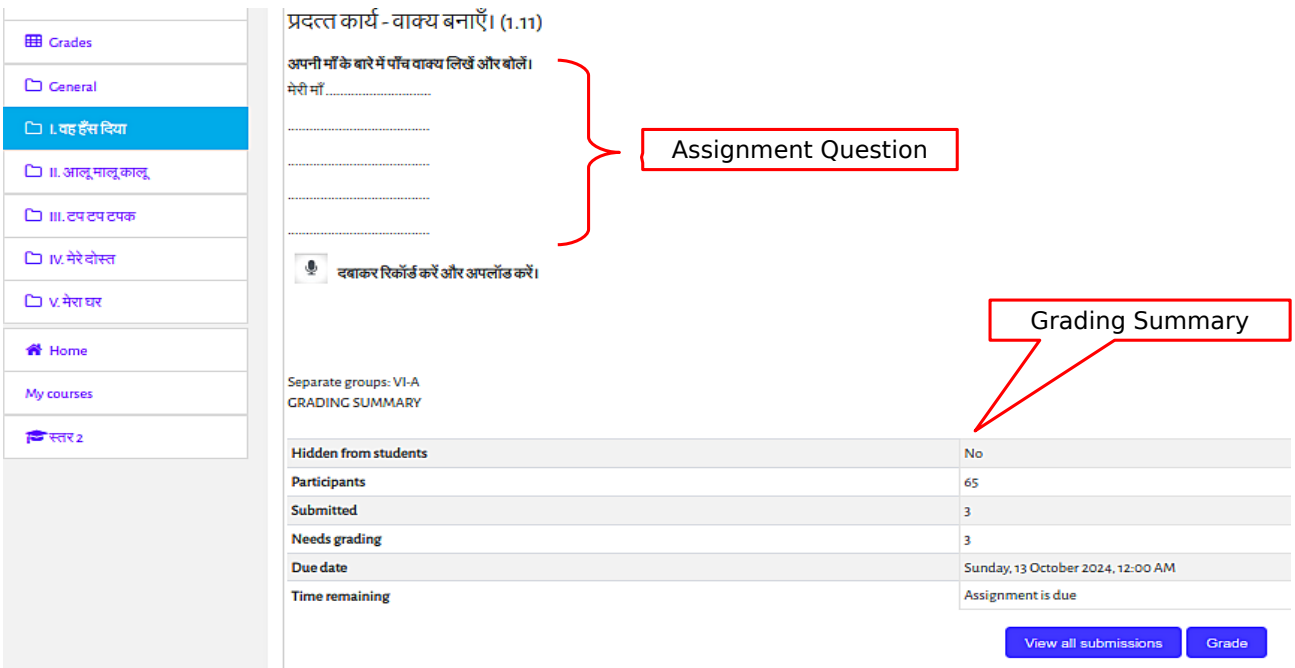 Grades
General
I. वह हँस दिया
II. आलू मालू कालू
III. टप टप टपक
IV. मेरे दोस्त
V. मेरा घर
Home
My courses
स्तर 2
प्रदत्त कार्य - वाक्य बनाएँ। (1.11)
अपनी माँ के बारे में पाँच वाक्य लिखें और बोलें।
मेरी माँ .............................
.......................................
.......................................
.......................................
.......................................
Assignment Question
दबाकर रिकॉर्ड करें और अपलॉड करें।
Grading Summary
Separate groups: VI-A
GRADING SUMMARY
Hidden from students No
Participants 65
Submitted 3
Needs grading 3
Due date Sunday, 13 October 2024, 12:00 AM
Time remaining Assignment is due
View all submissions Grade